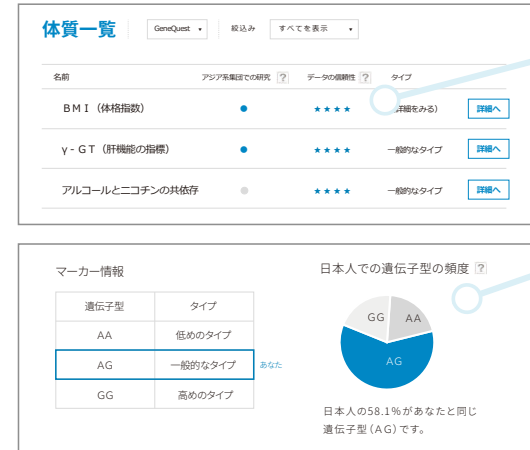 体質一覧 GeneQuest ▼ 絞込み すべてを表示 ▼
名前 アジア系集団での研究 ? データの信頼性 ? タイプ
BMI（体格指数） ★★★★ 詳細をみる） 詳細へ
γ-GT（肝機能の指標） ★★★★ 一般的なタイプ 詳細へ
アルコールとニコチンの共依存 ★★★★ 一般的なタイプ 詳細へ
マーカー情報
遺伝子型 タイプ
AA 低めのタイプ
AG 一般的なタイプ あなた
GG 高めのタイプ
日本人での遺伝子型の頻度 ?
GG AA
AG
日本人の58.1%があなたと同じ
遺伝子型（AG）です。